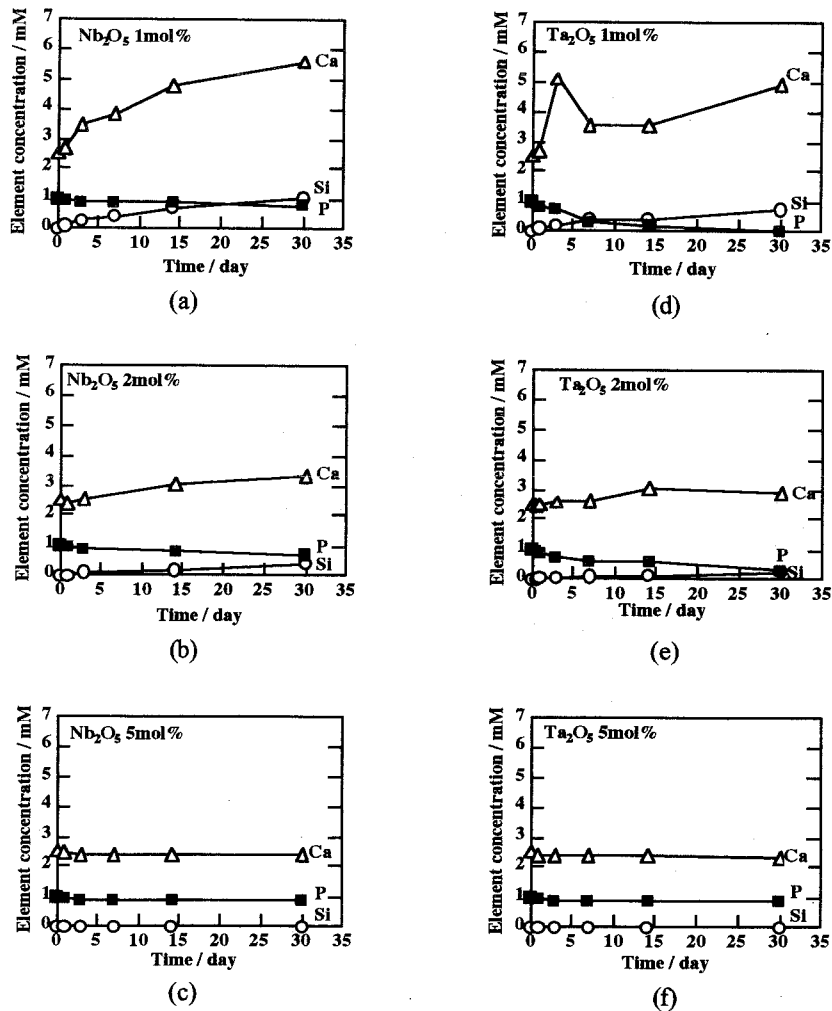 Element concentration / mM
7
6
5
4
3
2
1
0
Nb2O5 1mol%
Ca
Si
P
0 5 10 15 20 25 30 35
Time / day
(a)
Element concentration / mM
7
6
5
4
3
2
1
0
Ta2O5 1mol%
Ca
Si
P
0 5 10 15 20 25 30 35
Time / day
(d)
Element concentration / mM
7
6
5
4
3
2
1
0
Nb2O5 2mol%
Ca
P
Si
0 5 10 15 20 25 30 35
Time / day
(b)
Element concentration / mM
7
6
5
4
3
2
1
0
Ta2O5 2mol%
Ca
P
Si
0 5 10 15 20 25 30 35
Time / day
(e)
Element concentration / mM
7
6
5
4
3
2
1
0
Nb2O5 5mol%
Ca
P
Si
0 5 10 15 20 25 30 35
Time / day
(c)
Element concentration / mM
7
6
5
4
3
2
1
0
Ta2O5 5mol%
Ca
P
Si
0 5 10 15 20 25 30 35
Time / day
(f)